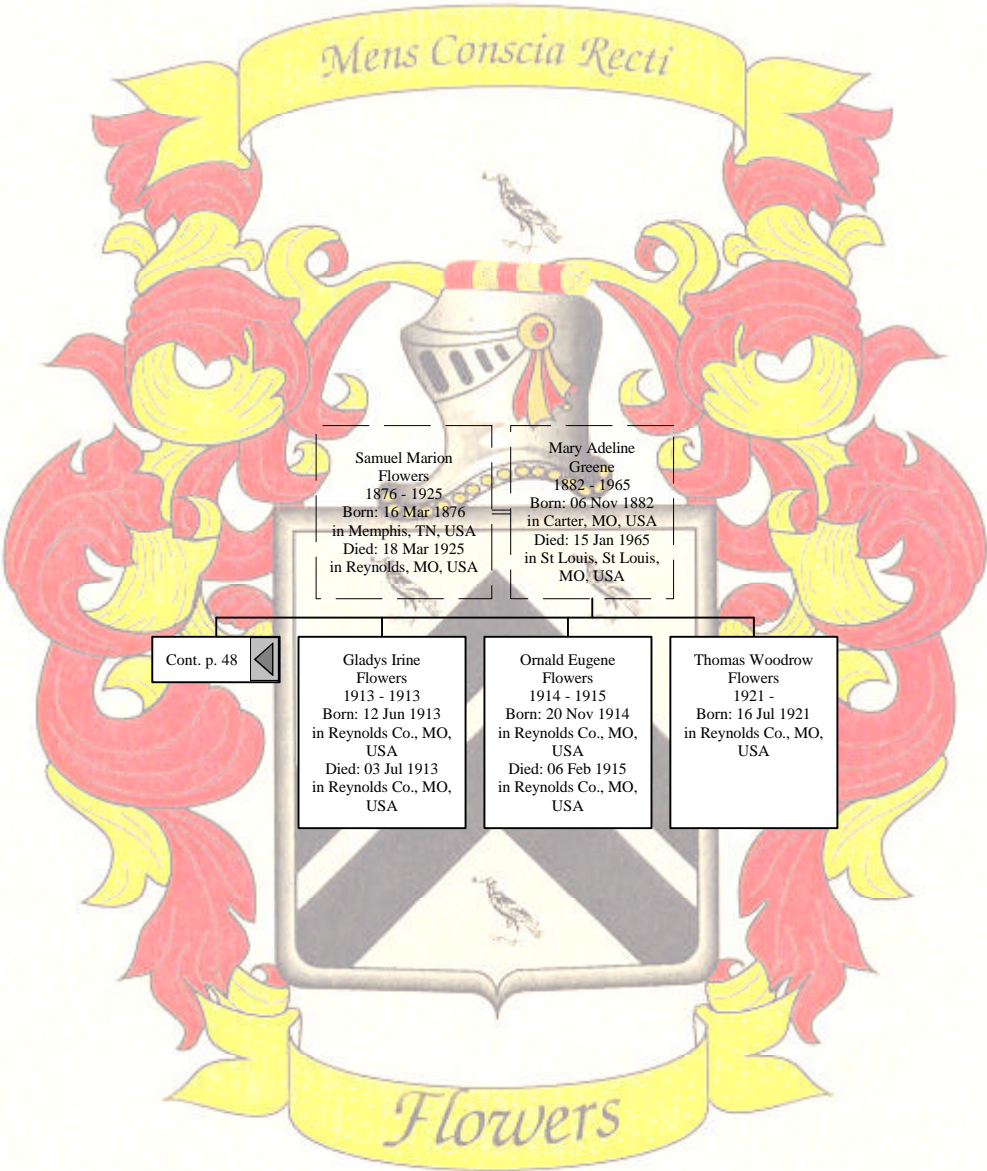 Mens Conscia Recti
Samuel Marion
Flowers
1876 - 1925
Born: 16 Mar 1876
in Memphis, TN, USA
Died: 18 Mar 1925
in Reynolds, MO, USA
Mary Adeline
Greene
1882 - 1965
Born: 06 Nov 1882
in Carter, MO, USA
Died: 15 Jan 1965
in St Louis, St Louis,
MO, USA
Cont. p. 48
Gladys Irine
Flowers
1913 - 1913
Born: 12 Jun 1913
in Reynolds Co., MO,
USA
Died: 03 Jul 1913
in Reynolds Co., MO,
USA
Ornald Eugene
Flowers
1914 - 1915
Born: 20 Nov 1914
in Reynolds Co., MO,
USA
Died: 06 Feb 1915
in Reynolds Co., MO,
USA
Thomas Woodrow
Flowers
1921 -
Born: 16 Jul 1921
in Reynolds Co., MO,
USA
Flowers